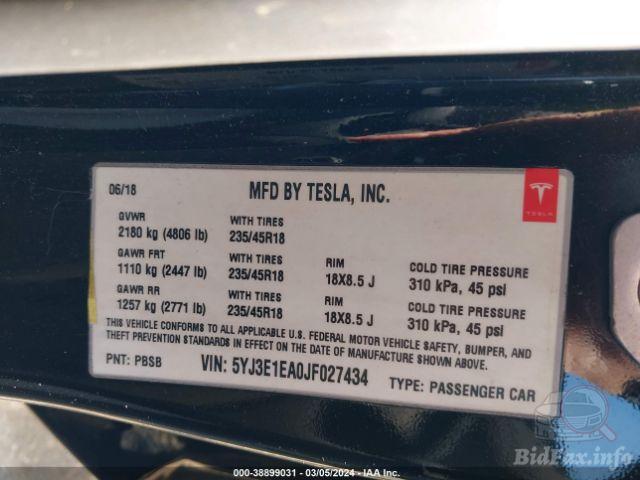 06/18 MFD BY TESLA, INC. TESLA
GVWR WITH TIRES
2180 kg (4806 lb) 235/45R18
GAWR FRT WITH TIRES RIM COLD TIRE PRESSURE
1110 kg (2447 lb) 235/45R18 18X8.5 J 310 kPa, 45 psi
GAWR RR WITH TIRES RIM COLD TIRE PRESSURE
1257 kg (2771 lb) 235/45R18 18X8.5 J 310 kPa, 45 psi
THIS VEHICLE CONFORMS TO ALL APPLICABLE U.S. FEDERAL MOTOR VEHICLE SAFETY, BUMPER, AND
THEFT PREVENTION STANDARDS IN EFFECT ON THE DATE OF MANUFACTURE SHOWN ABOVE.
PNT: PBSB VIN: 5YJ3E1EA0JF027434 TYPE: PASSENGER CAR
BidFax.info
000-38899031 - 03/05/2024 - IAA Inc.